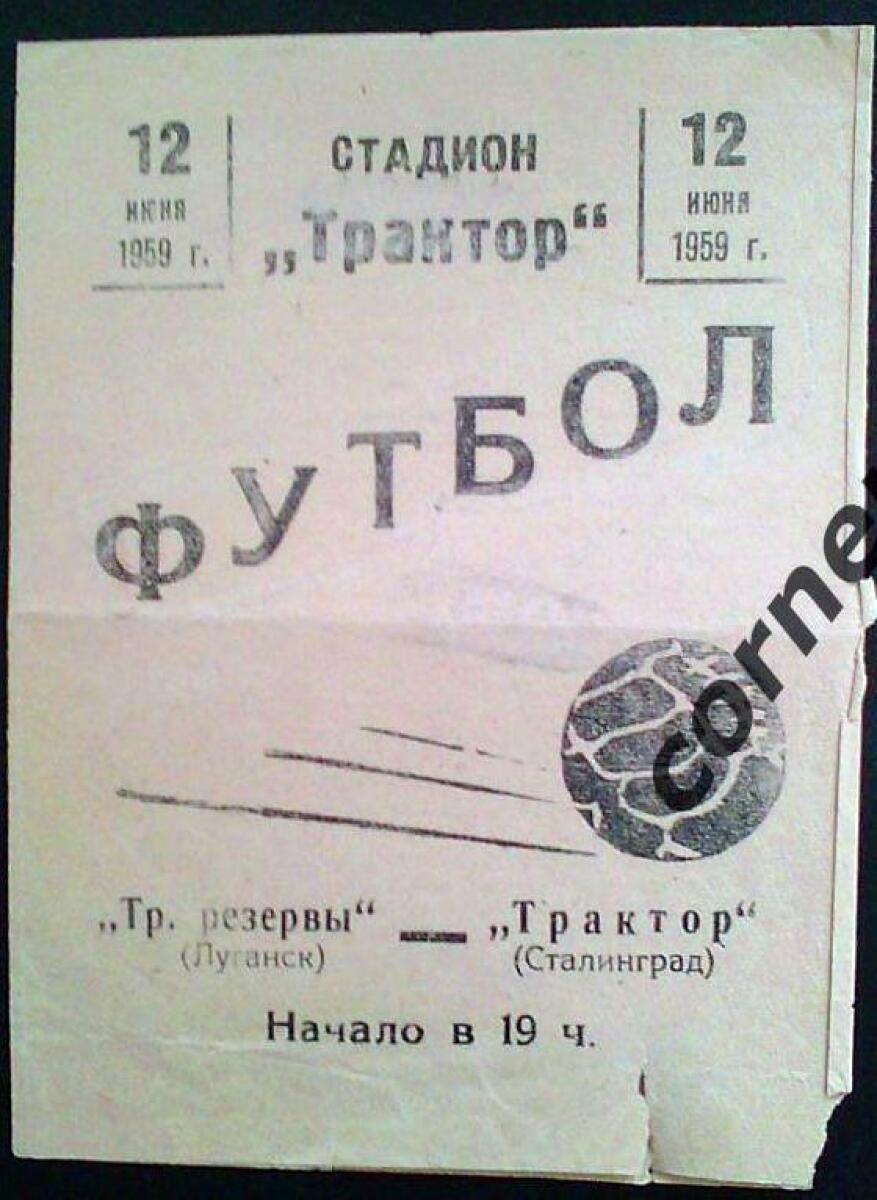 12
июня
1959 г.
СТАДИОН
„Трактор“
12
июня
1959 г.
ФУТБОЛ
„Тр. резервы“ — „Трактор“
(Луганск) (Сталинград)
Начало в 19 ч.
corner